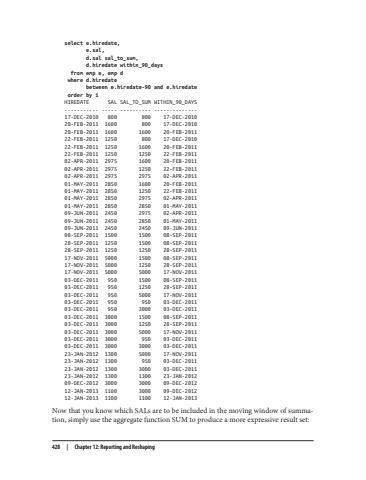 select e.hiredate,
e.sal,
d.sal sal_to_sum,
d.hiredate within_90_days
from emp e, emp d
where d.hiredate
between e.hiredate-90 and e.hiredate
order by 1
HIREDATE SAL SAL_TO_SUM WITHIN_90_DAYS
----------- ----- ---------- --------------
17-DEC-2010 800 800 17-DEC-2010
20-FEB-2011 1600 800 17-DEC-2010
20-FEB-2011 1600 1600 20-FEB-2011
22-FEB-2011 1250 800 17-DEC-2010
22-FEB-2011 1250 1600 20-FEB-2011
22-FEB-2011 1250 1250 22-FEB-2011
02-APR-2011 2975 1600 20-FEB-2011
02-APR-2011 2975 1250 22-FEB-2011
02-APR-2011 2975 2975 02-APR-2011
01-MAY-2011 2850 1600 20-FEB-2011
01-MAY-2011 2850 1250 22-FEB-2011
01-MAY-2011 2850 2975 02-APR-2011
01-MAY-2011 2850 2850 01-MAY-2011
09-JUN-2011 2450 2975 02-APR-2011
09-JUN-2011 2450 2850 01-MAY-2011
09-JUN-2011 2450 2450 09-JUN-2011
08-SEP-2011 1500 1500 08-SEP-2011
28-SEP-2011 1250 1500 08-SEP-2011
28-SEP-2011 1250 1250 28-SEP-2011
17-NOV-2011 5000 1500 08-SEP-2011
17-NOV-2011 5000 1250 28-SEP-2011
17-NOV-2011 5000 5000 17-NOV-2011
03-DEC-2011 950 1500 08-SEP-2011
03-DEC-2011 950 1250 28-SEP-2011
03-DEC-2011 950 5000 17-NOV-2011
03-DEC-2011 950 950 03-DEC-2011
03-DEC-2011 950 3000 03-DEC-2011
03-DEC-2011 3000 1500 08-SEP-2011
03-DEC-2011 3000 1250 28-SEP-2011
03-DEC-2011 3000 5000 17-NOV-2011
03-DEC-2011 3000 950 03-DEC-2011
03-DEC-2011 3000 3000 03-DEC-2011
23-JAN-2012 1300 5000 17-NOV-2011
23-JAN-2012 1300 950 03-DEC-2011
23-JAN-2012 1300 3000 03-DEC-2011
23-JAN-2012 1300 1300 23-JAN-2012
09-DEC-2012 3000 3000 09-DEC-2012
12-JAN-2013 1100 3000 09-DEC-2012
12-JAN-2013 1100 1100 12-JAN-2013
Now that you know which SALs are to be included in the moving window of summa-
tion, simply use the aggregate function SUM to produce a more expressive result set:
428 | Chapter 12: Reporting and Reshaping